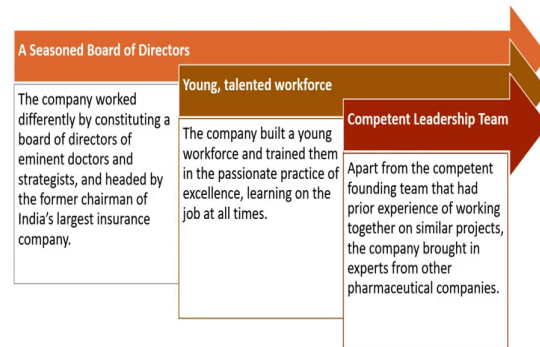 A Seasoned Board of Directors
The company worked
differently by constituting a
board of directors of
eminent doctors and
strategists, and headed by
the former chairman of
India's largest insurance
company.
Young, talented workforce
The company built a young
workforce and trained them
in the passionate practice of
excellence, learning on the
job at all times.
Competent Leadership Team
Apart from the competent
founding team that had
prior experience of working
together on similar projects,
the company brought in
experts from other
pharmaceutical companies.